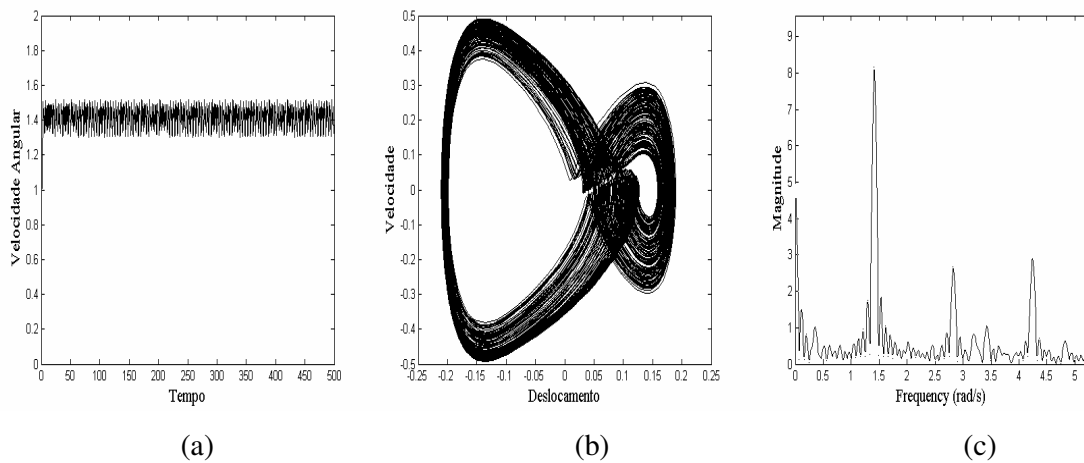 2
1.8
1.6
1.4
1.2
1
0.8
0.6
0.4
0.2
0
Velocidade Angular
0 50 100 150 200 250 300 350 400 450 500
Tempo
(a)
0.5
0.4
0.3
0.2
0.1
0
-0.1
-0.2
-0.3
-0.4
-0.5
Velocidade
-0.25 -0.2 -0.15 -0.1 -0.05 0 0.05 0.1 0.15 0.2 0.25
Deslocamento
(b)
9
8
7
6
5
4
3
2
1
0
Magnitude
0 0.5 1 1.5 2 2.5 3 3.5 4 4.5 5
Frequency (rad/s)
(c)